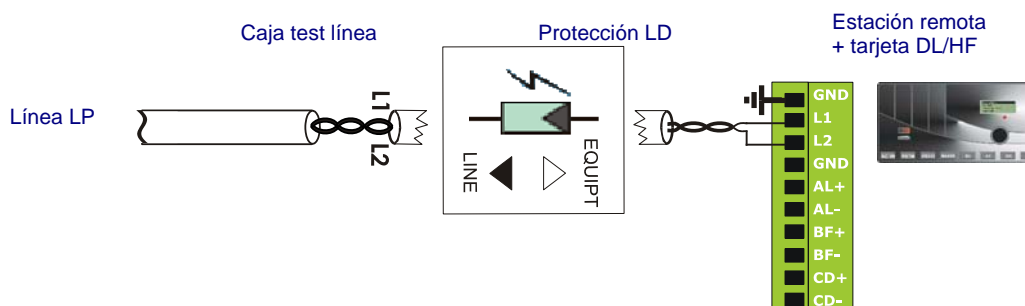 Caja test línea
Protección LD
Estación remota
+ tarjeta DL/HF
Línea LP
L1
L2
LINE
EQUIPT
GND
L1
L2
GND
AL+
AL-
BF+
BF-
CD+
CD-